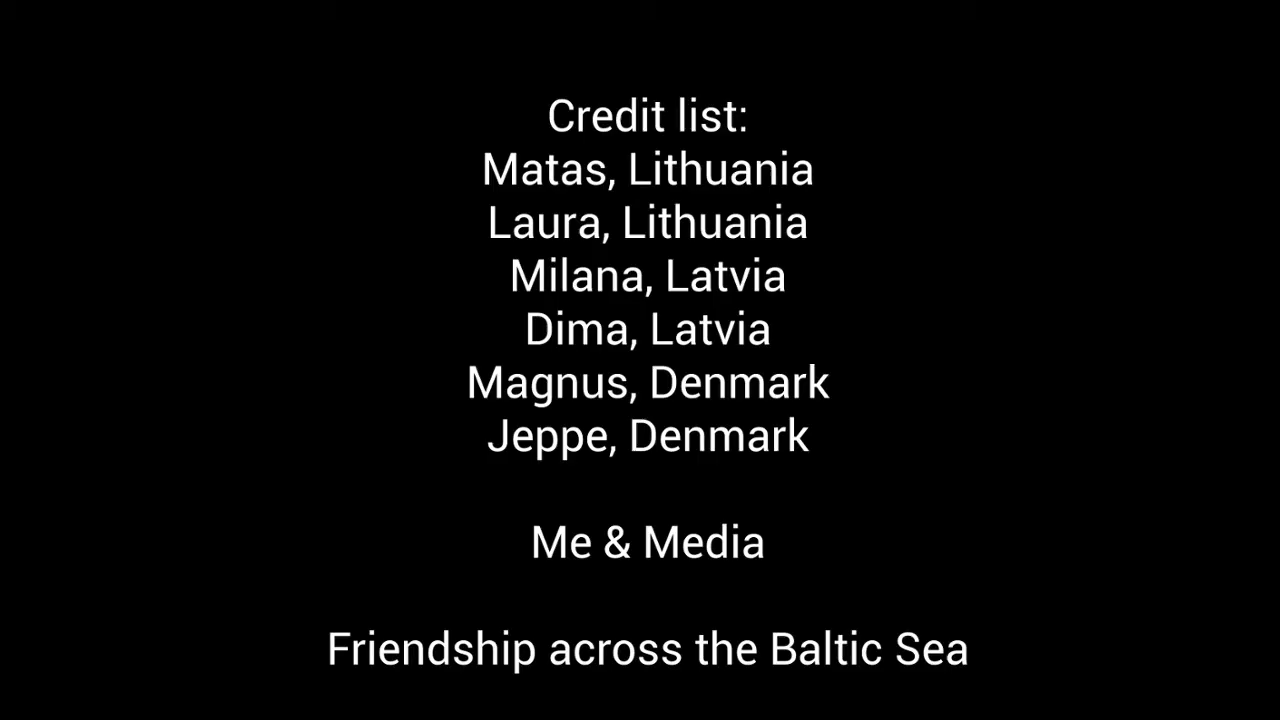 Credit list:
Matas, Lithuania
Laura, Lithuania
Milana, Latvia
Dima, Latvia
Magnus, Denmark
Jeppe, Denmark
Me & Media
Friendship across the Baltic Sea